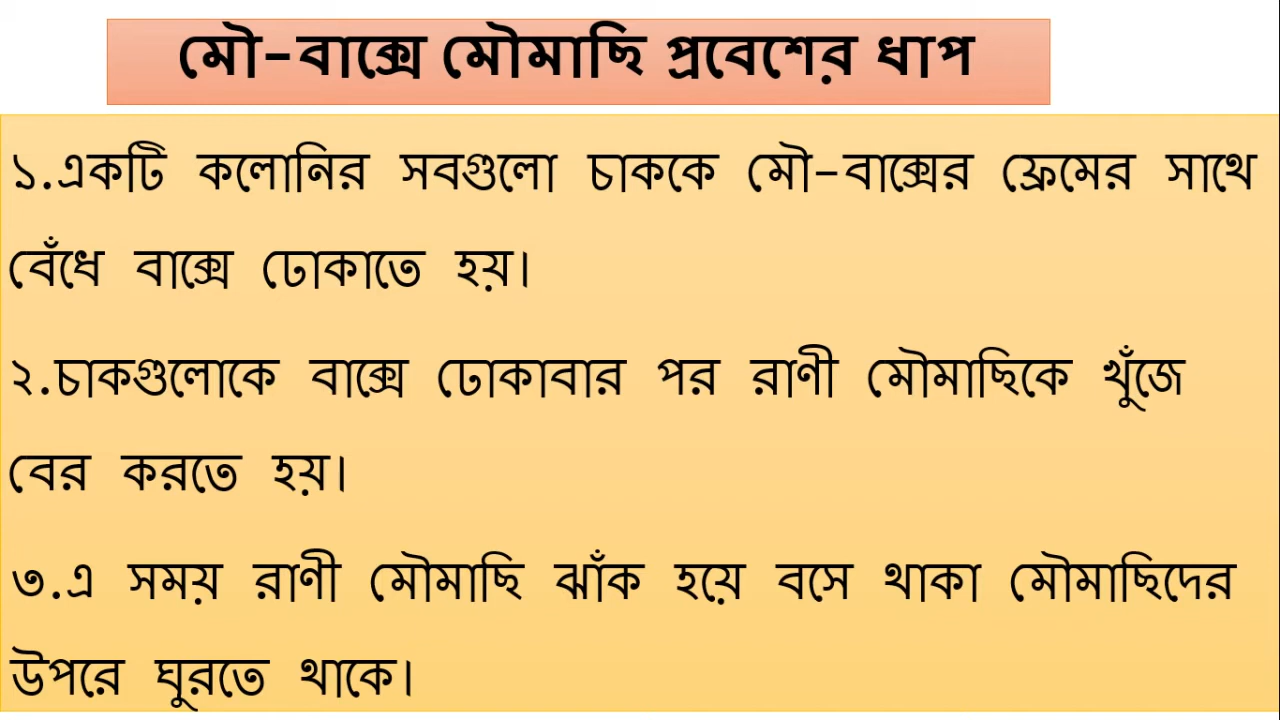 মৌ-বাক্সে মৌমাছি প্রবেশের ধাপ
১.একটি কলোনির সবগুলো চাককে মৌ-বাক্সের ফ্রেমের সাথে
বেঁধে বাক্সে ঢোকাতে হয়।
২.চাকগুলোকে বাক্সে ঢোকাবার পর রাণী মৌমাছিকে খুঁজে
বের করতে হয়।
৩.এ সময় রাণী মৌমাছি ঝাঁক হয়ে বসে থাকা মৌমাছিদের
উপরে ঘুরতে থাকে।